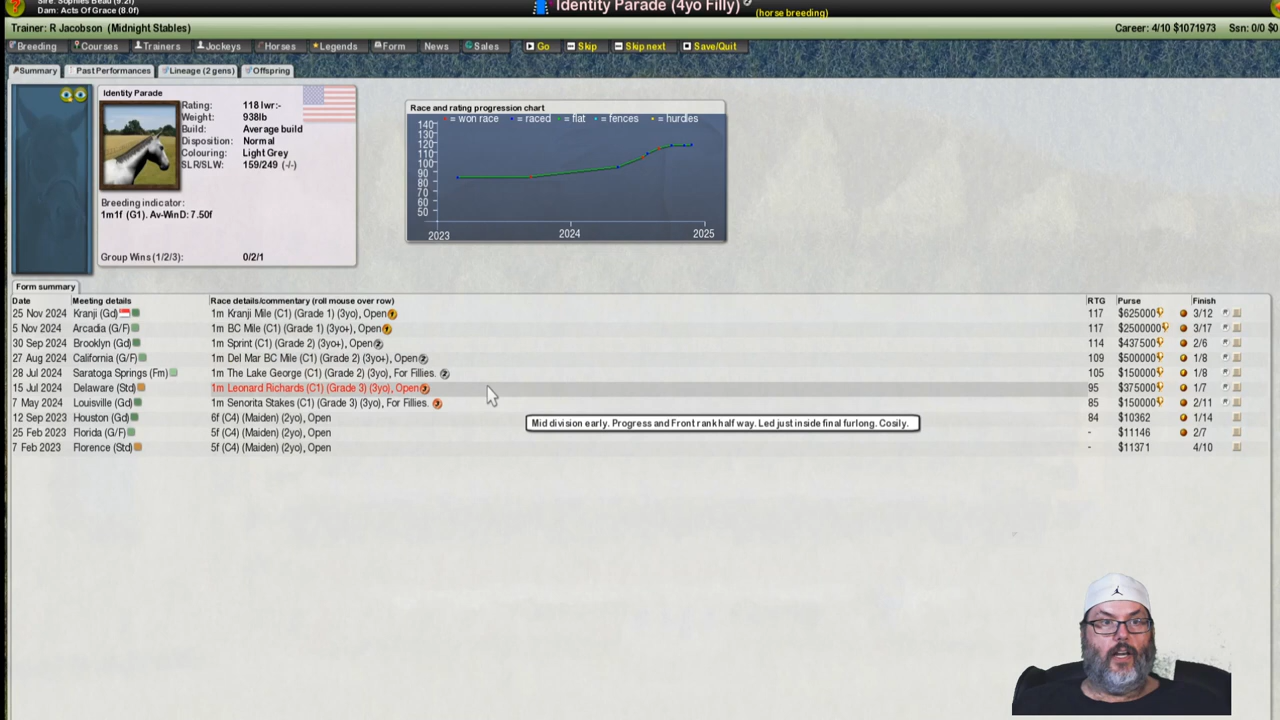 Sire: Sophies Beau (9.2f)
Dam: Acts Of Grace (8.0f)
Identity Parade (4yo Filly)
(horse breeding)
Trainer: R Jacobson (Midnight Stables)
Career: 4/10 $1071973 Ssn: 0/0 $0
Breeding Courses Trainers Jockeys Horses Legends Form News Sales Go Skip Skip next Save/Quit
Summary Past Performances Lineage (2 gens) Offspring
Identity Parade
Rating: 118 lwr:-
Weight: 938lb
Build: Average build
Disposition: Normal
Colouring: Light Grey
SLR/SLW: 159/249 (-/-)
Breeding indicator:
1m1f (G1). Av-WinD: 7.50f
Group Wins (1/2/3): 0/2/1
Race and rating progression chart
= won race = raced = flat = fences = hurdles
140
130
120
110
100
90
80
70
60
50
2023 2024 2025
Form summary
Date Meeting details Race details/commentary (roll mouse over row) RTG Purse Finish
25 Nov 2024 Kranji (Gd) 1m Kranji Mile (C1) (Grade 1) (3yo), Open 117 $625000 3/12
5 Nov 2024 Arcadia (G/F) 1m BC Mile (C1) (Grade 1) (3yo+), Open 117 $2500000 3/17
30 Sep 2024 Brooklyn (Gd) 1m Sprint (C1) (Grade 2) (3yo+), Open 114 $437500 2/6
27 Aug 2024 California (G/F) 1m Del Mar BC Mile (C1) (Grade 2) (3yo+), Open 109 $500000 1/8
28 Jul 2024 Saratoga Springs (Fm) 1m The Lake George (C1) (Grade 2) (3yo), For Fillies. 105 $150000 1/8
15 Jul 2024 Delaware (Std) 1m Leonard Richards (C1) (Grade 3) (3yo), Open 95 $375000 1/7
7 May 2024 Louisville (Gd) 1m Senorita Stakes (C1) (Grade 3) (3yo), For Fillies. 85 $150000 2/11
12 Sep 2023 Houston (Gd) 6f (C4) (Maiden) (2yo), Open 84 $10362 1/14
Mid division early. Progress and Front rank half way. Led just inside final furlong. Cosily.
25 Feb 2023 Florida (G/F) 5f (C4) (Maiden) (2yo), Open - $11146 2/7
7 Feb 2023 Florence (Std) 5f (C4) (Maiden) (2yo), Open - $11371 4/10